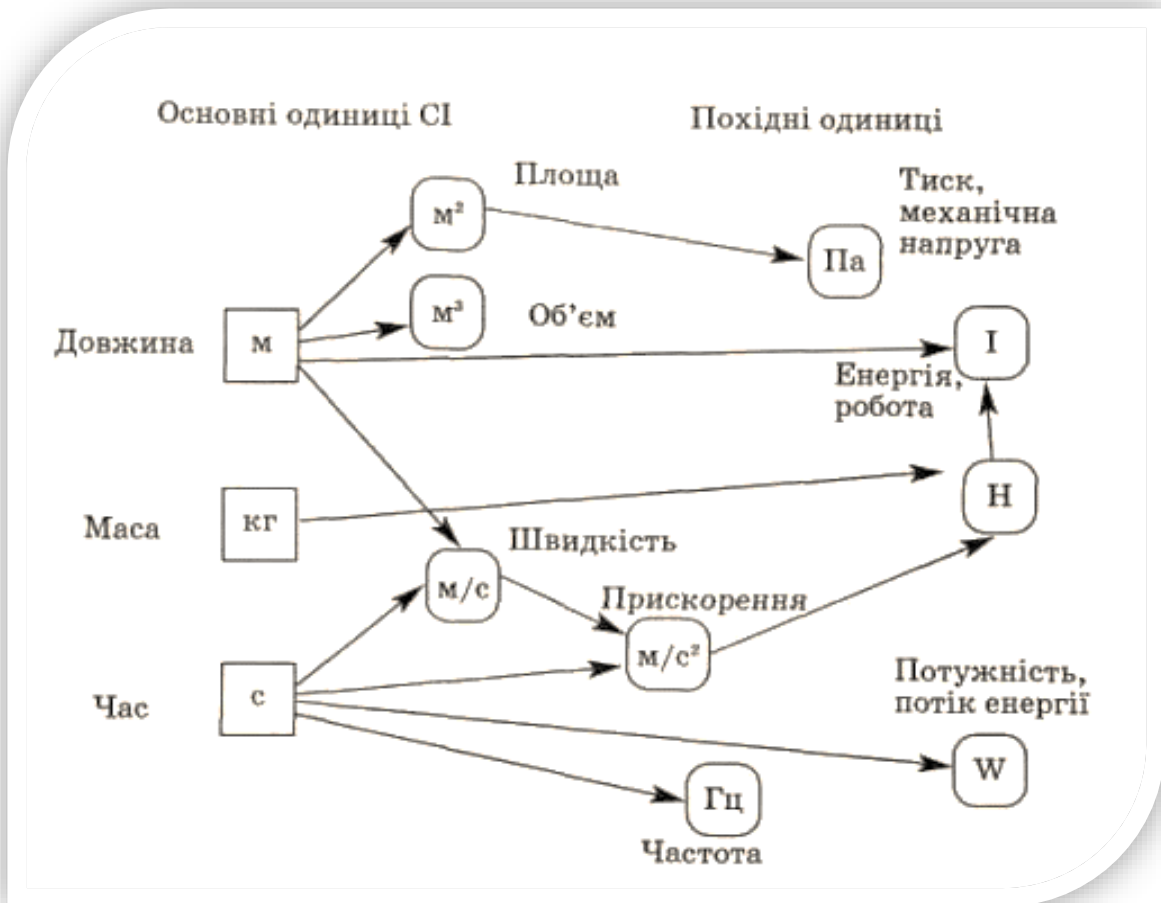 Основні одиниці СІ
Похідні одиниці
м²
Площа
Тиск,
механічна
напруга
Па
м³
Об’єм
Довжина
м
І
Енергія,
робота
Маса
кг
Н
Швидкість
м/с
Прискорення
м/с²
Час
с
Потужність,
потік енергії
W
Гц
Частота